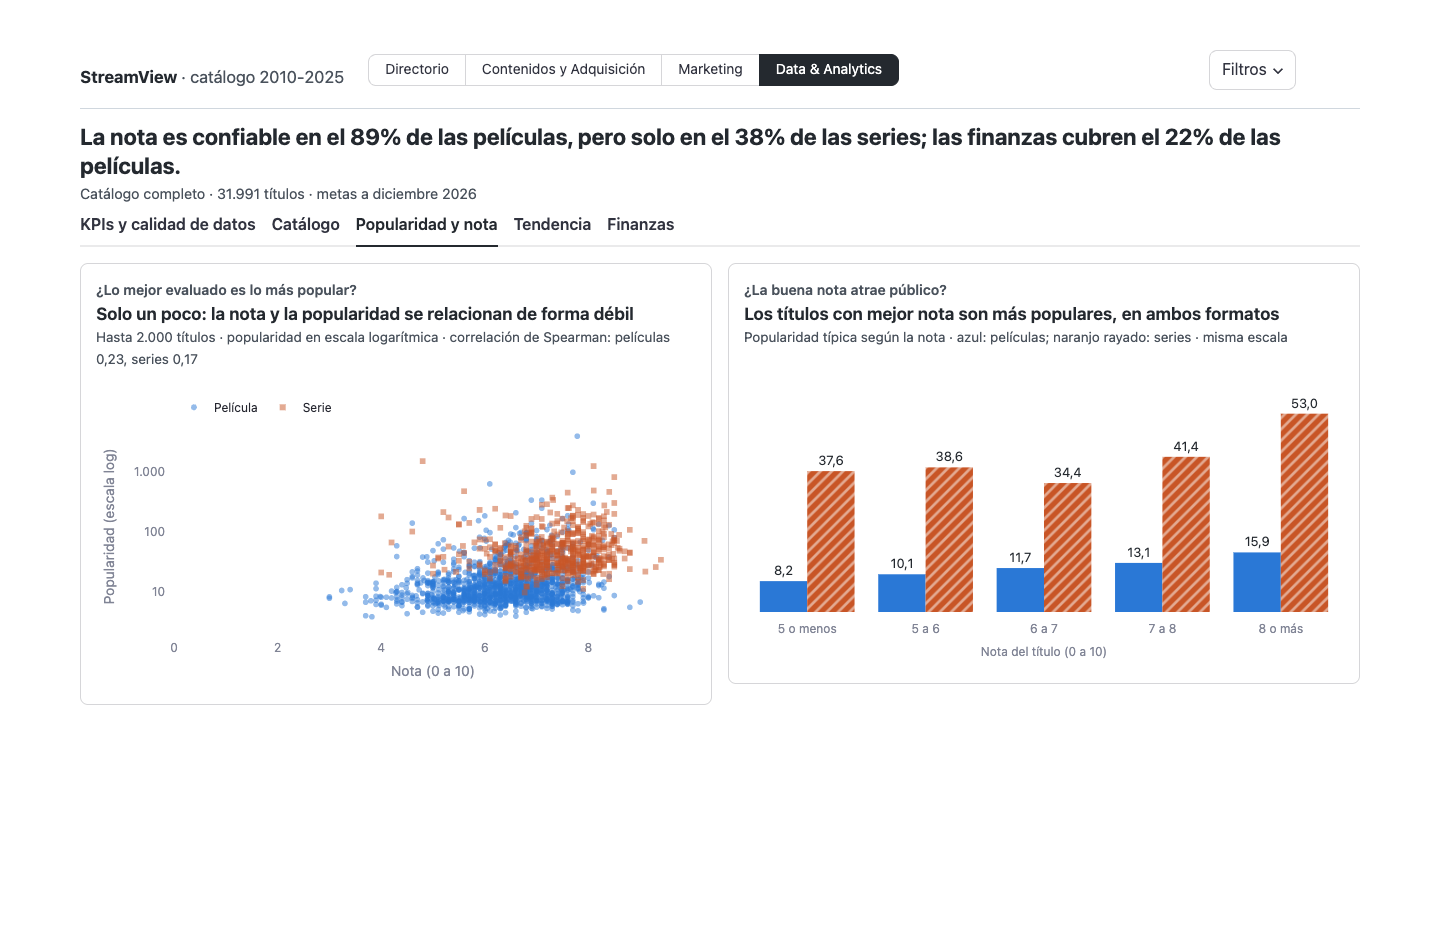 StreamView · catálogo 2010-2025
Directorio
Contenidos y Adquisición
Marketing
Data & Analytics
Filtros
La nota es confiable en el 89% de las películas, pero solo en el 38% de las series; las finanzas cubren el 22% de las
películas.
Catálogo completo · 31.991 títulos · metas a diciembre 2026
KPIs y calidad de datos
Catálogo
Popularidad y nota
Tendencia
Finanzas
¿Lo mejor evaluado es lo más popular?
Solo un poco: la nota y la popularidad se relacionan de forma débil
Hasta 2.000 títulos · popularidad en escala logarítmica · correlación de Spearman: películas
0,23, series 0,17
Película
Serie
Popularidad (escala log)
1.000
100
10
0
2
4
6
8
Nota (0 a 10)
¿La buena nota atrae público?
Los títulos con mejor nota son más populares, en ambos formatos
Popularidad típica según la nota · azul: películas; naranjo rayado: series · misma escala
8,2
37,6
10,1
38,6
11,7
34,4
13,1
41,4
15,9
53,0
5 o menos
5 a 6
6 a 7
7 a 8
8 o más
Nota del título (0 a 10)